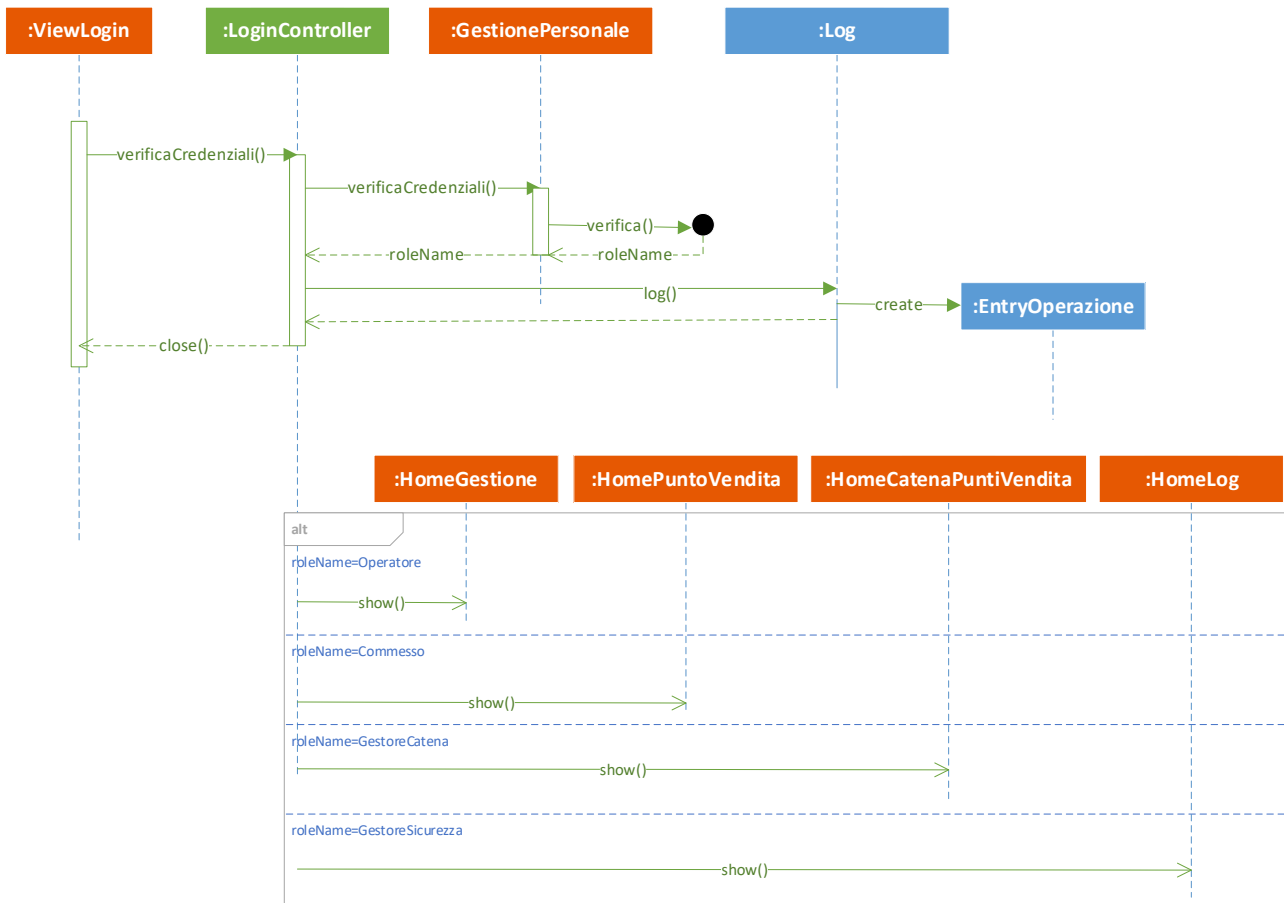 :ViewLogin
:LoginController
:GestionePersonale
:Log
verificaCredenziali()
verificaCredenziali()
verifica()
roleName
roleName
log()
create
:EntryOperazione
close()
:HomeGestione
:HomePuntoVendita
:HomeCatenaPuntiVendita
:HomeLog
alt
roleName=Operatore
show()
roleName=Commesso
show()
roleName=GestoreCatena
show()
roleName=GestoreSicurezza
show()